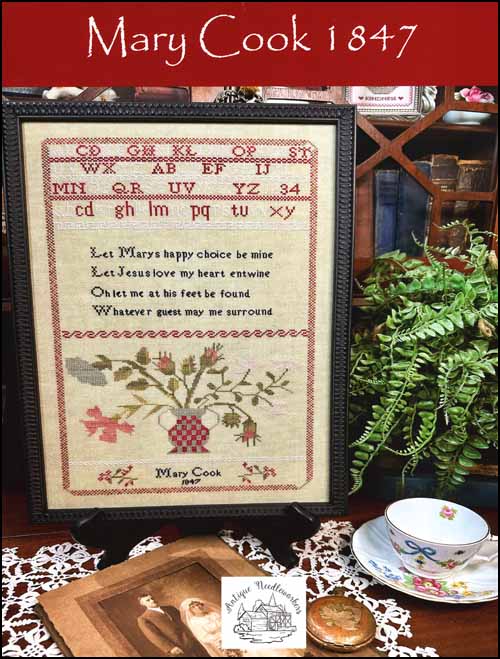 Mary Cook 1847
KINDNESS
CD GH KL OP ST
WX AB EF IJ
MN QR UV YZ 34
cd gh lm pq tu xy
Let Marys happy choice be mine
Let Jesus love my heart entwine
Oh let me at his feet be found
Whatever guest may me surround
Mary Cook
1847
Antique Needleworkers